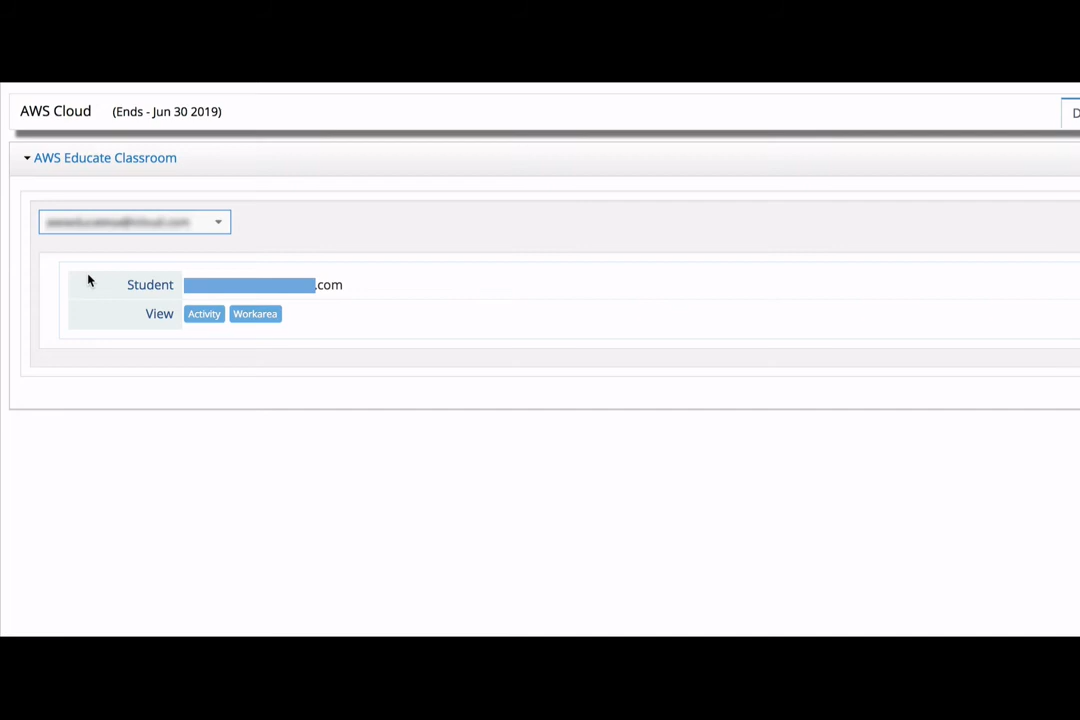 AWS Cloud (Ends - Jun 30 2019)
D
AWS Educate Classroom
Student .com
View Activity Workarea